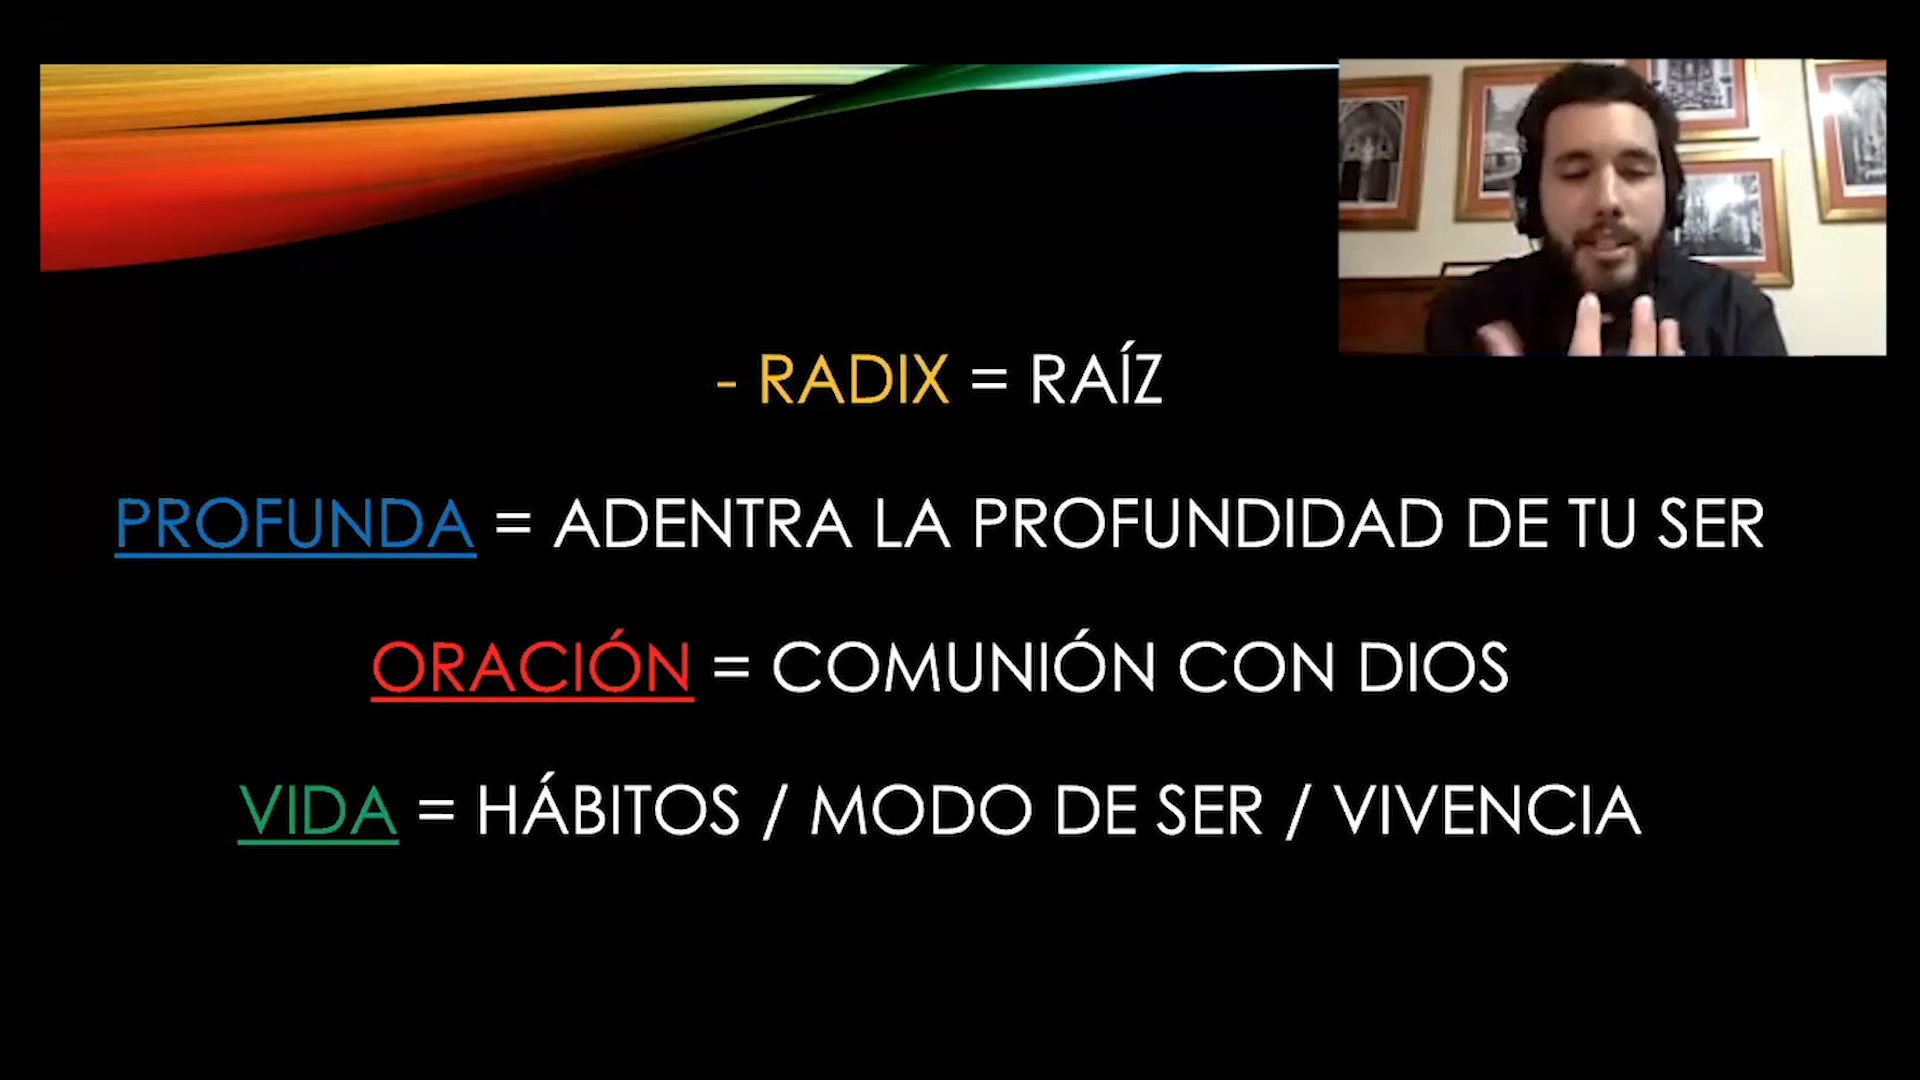 - RADIX = RAÍZ
PROFUNDA = ADENTRA LA PROFUNDIDAD DE TU SER
ORACIÓN = COMUNIÓN CON DIOS
VIDA = HÁBITOS / MODO DE SER / VIVENCIA